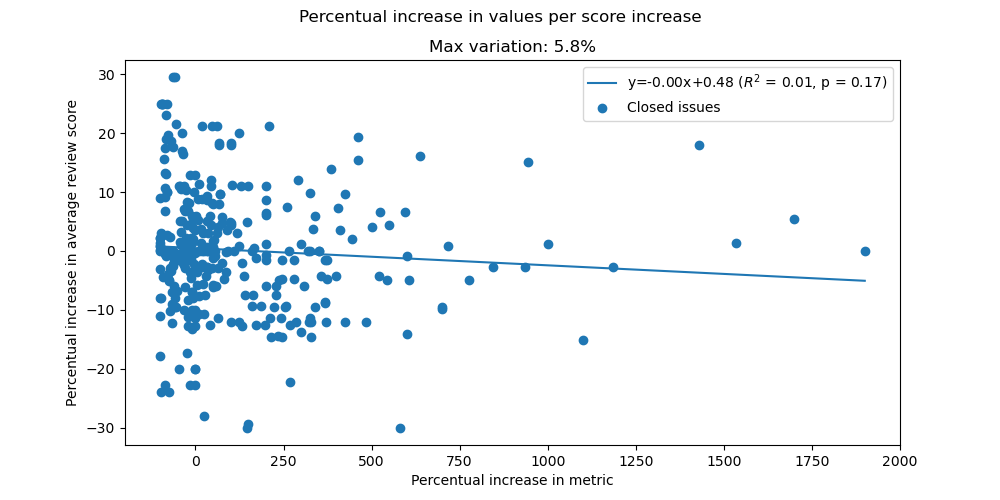 Percentual increase in values per score increase
Max variation: 5.8%
y=-0.00x+0.48 (R² = 0.01, p = 0.17)
Closed issues
Percentual increase in average review score
30
20
10
0
−10
−20
−30
0
250
500
750
1000
1250
1500
1750
2000
Percentual increase in metric